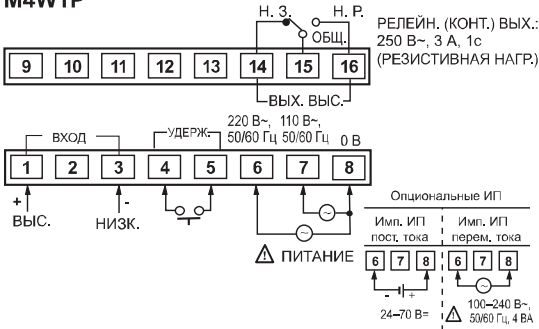 M4W1P
Н. З. Н. Р.
ОБЩ.
РЕЛЕЙН. (КОНТ.) ВЫХ.:
250 В~, 3 А, 1с
(РЕЗИСТИВНАЯ НАГР.)
9 10 11 12 13 14 15 16
ВЫХ. ВЫС.
ВХОД
УДЕРЖ.
220 В~, 110 В~,
50/60 Гц 50/60 Гц 0 В
1 2 3 4 5 6 7 8
+ -
ВЫС. НИЗК.
ПИТАНИЕ
Опциональные ИП
Имп. ИП Имп. ИП
пост. тока перем. тока
6 7 8 6 7 8
- +
24–70 В= 100–240 В~,
50/60 Гц, 4 ВА